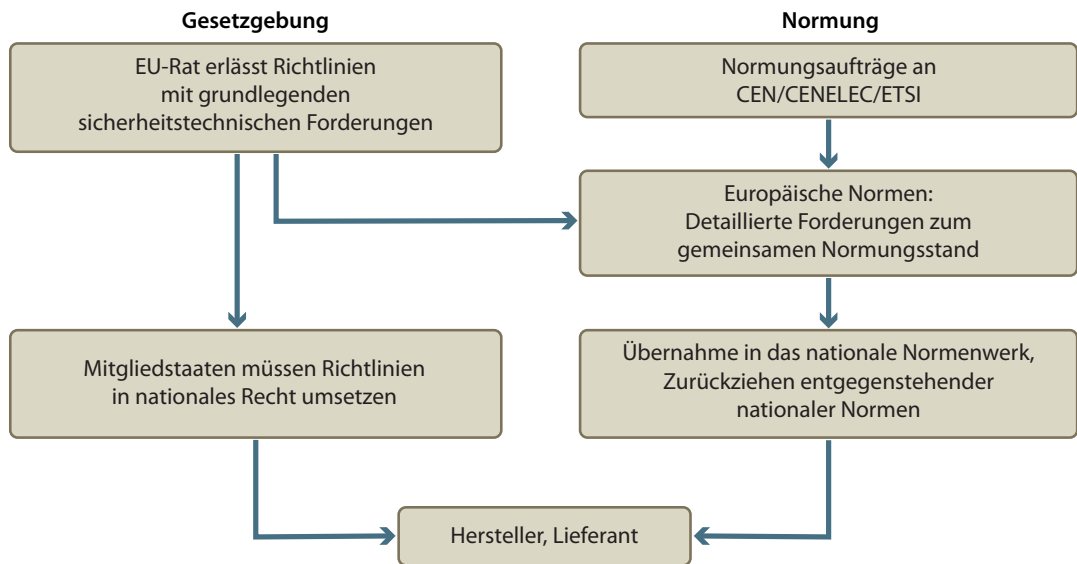 Gesetzgebung
EU-Rat erlässt Richtlinien
mit grundlegenden
sicherheitstechnischen Forderungen
Mitgliedstaaten müssen Richtlinien
in nationales Recht umsetzen
Normung
Normungsaufträge an
CEN/CENELEC/ETSI
Europäische Normen:
Detaillierte Forderungen zum
gemeinsamen Normungsstand
Übernahme in das nationale Normenwerk,
Zurückziehen entgegenstehender
nationaler Normen
Hersteller, Lieferant